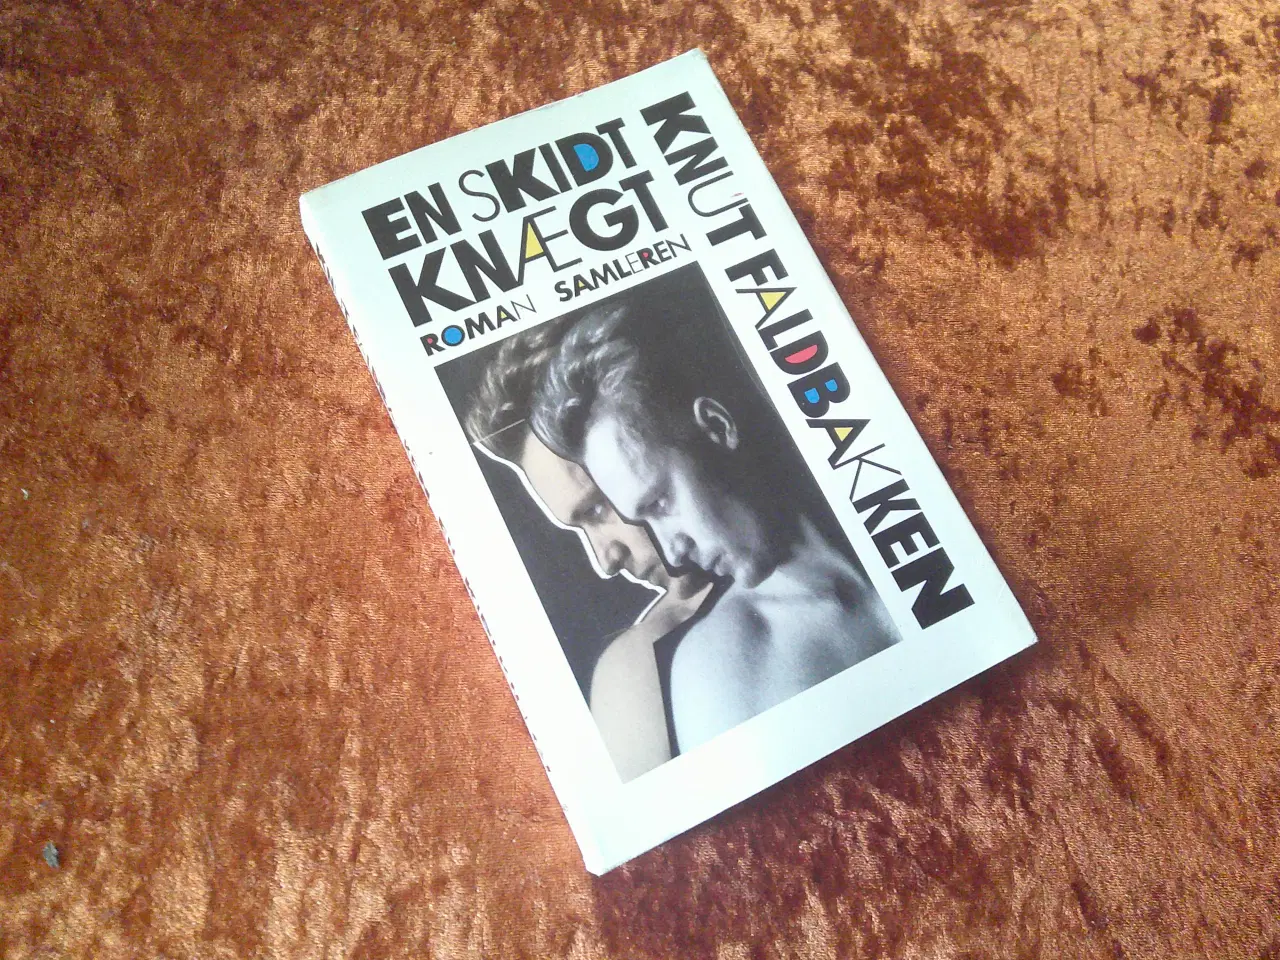 EN SKIDT
KNÆGT
ROMAN SAMLEREN
KNUT FALDBAKKEN